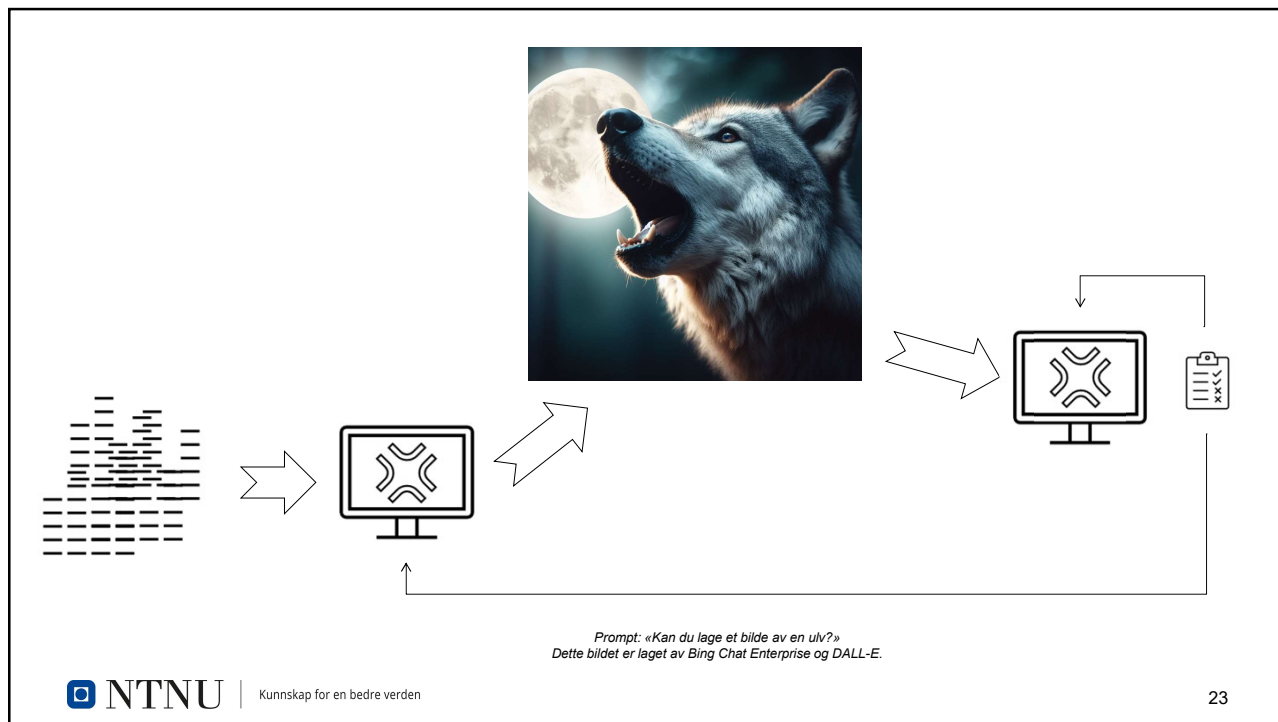 Prompt: «Kan du lage et bilde av en ulv?»
Dette bildet er laget av Bing Chat Enterprise og DALL-E.
NTNU
Kunnskap for en bedre verden
23